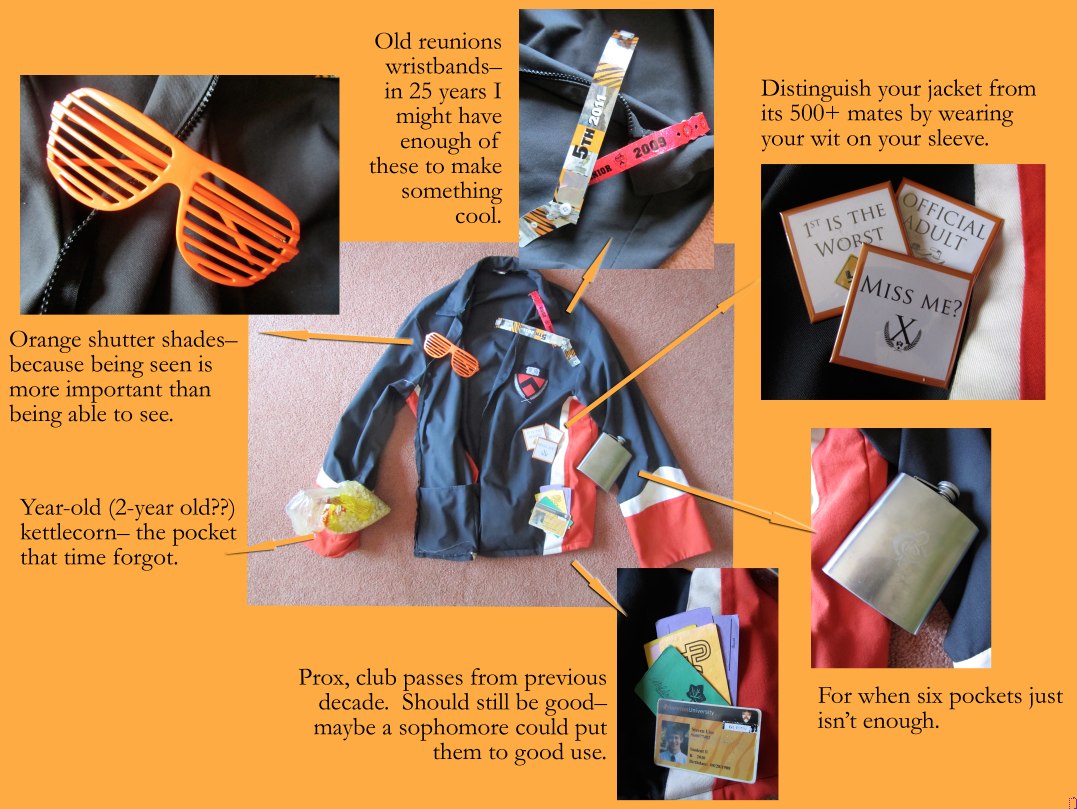 Old reunions
wristbands–
in 25 years I
might have
enough of
these to make
something
cool.
5TH 2011
2009
Distinguish your jacket from
its 500+ mates by wearing
your wit on your sleeve.
1ST IS THE
WORST
OFFICIAL
ADULT
MISS ME?
X
Orange shutter shades–
because being seen is
more important than
being able to see.
Year-old (2-year old??)
kettlecorn– the pocket
that time forgot.
Prox, club passes from previous
decade.  Should still be good–
maybe a sophomore could put
them to good use.
For when six pockets just
isn't enough.